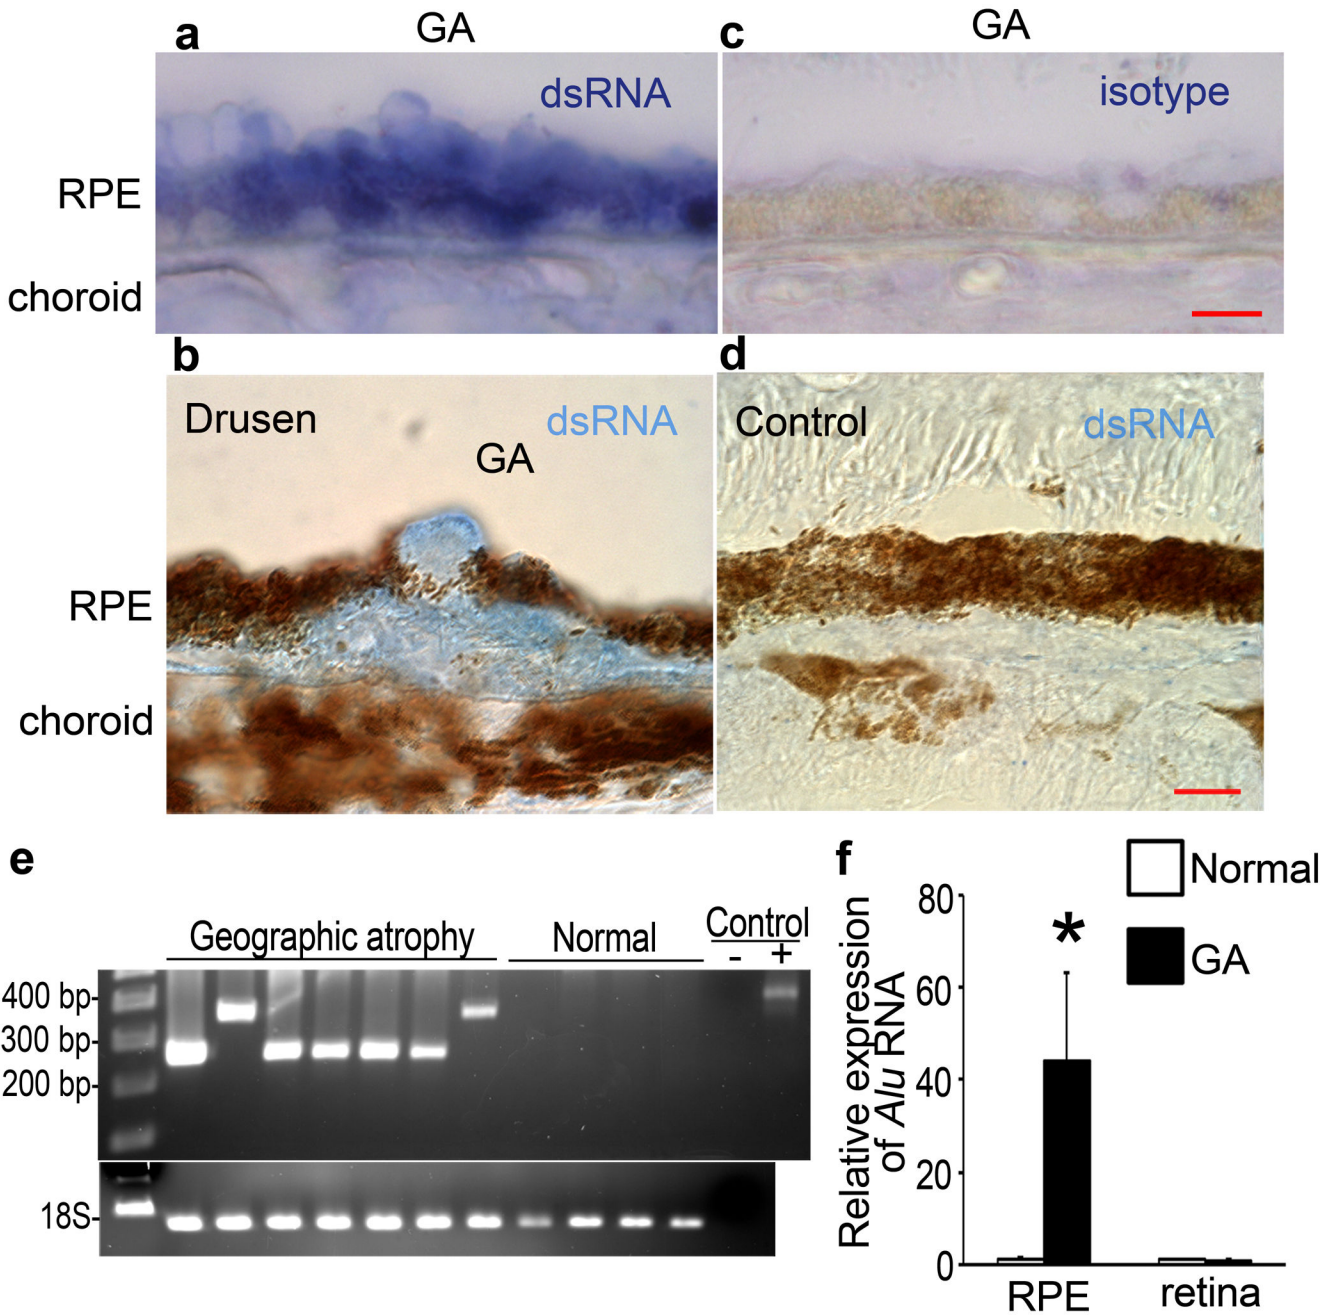 a
GA
c
GA
dsRNA
isotype
RPE
choroid
b
d
Drusen
dsRNA
GA
Control
dsRNA
RPE
choroid
e
Geographic atrophy
Normal
Control
- +
400 bp-
300 bp-
200 bp-
18S-
f
Normal
GA
Relative expression
of Alu RNA
80
60
40
20
0
*
RPE
retina